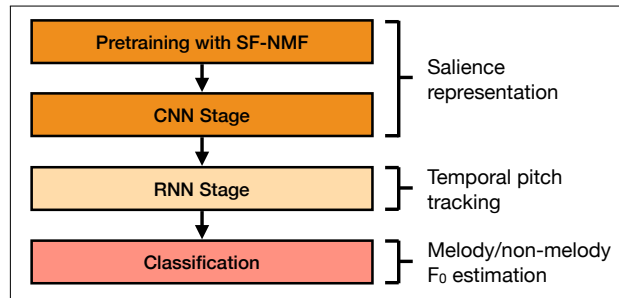 Pretraining with SF-NMF
CNN Stage
RNN Stage
Classification
Salience
representation
Temporal pitch
tracking
Melody/non-melody
F₀ estimation